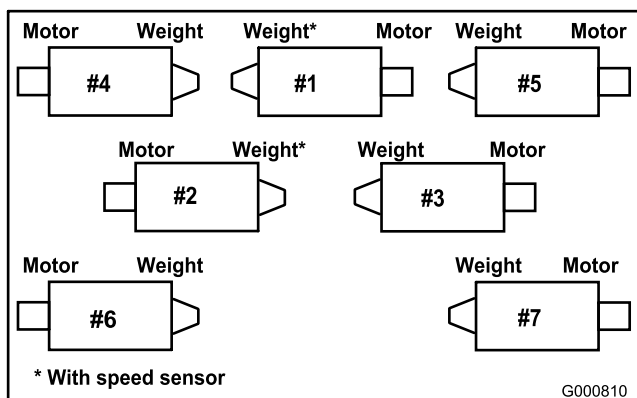 Motor Weight Weight* Motor Weight Motor
#4 #1 #5
Motor Weight* Weight Motor
#2 #3
Motor Weight Weight Motor
#6 #7
* With speed sensor
G000810